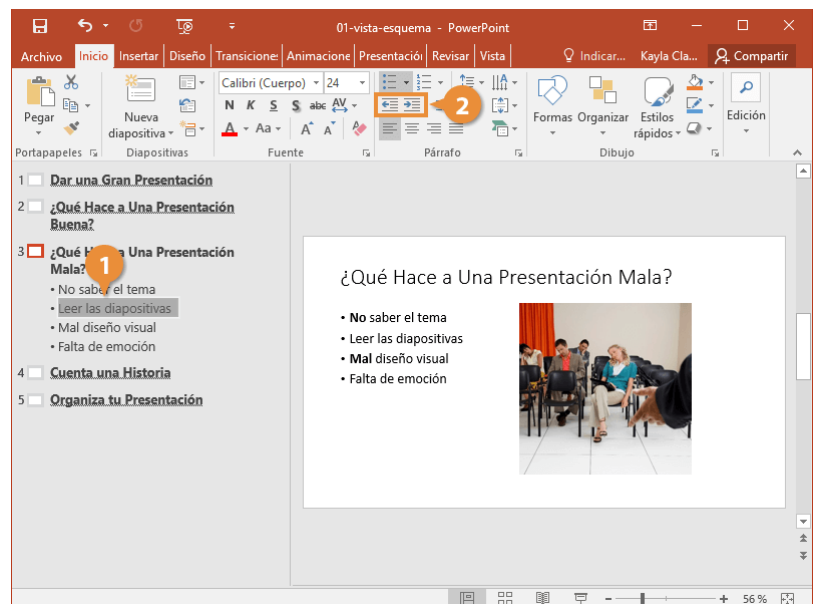 01-vista-esquema - PowerPoint
Archivo Inicio Insertar Diseño Transicione: Animacione Presentació Revisar Vista Indicar... Kayla Cla... Compartir
Calibri (Cuerpo) 24
Pegar Nueva diapositiva N K S S abc AV 2 Formas Organizar Estilos rápidos Edición
A Aa A A
Portapapeles Diapositivas Fuente Párrafo Dibujo
1 Dar una Gran Presentación
2 ¿Qué Hace a Una Presentación
Buena?
3 ¿Qué H a Una Presentación
Mala?
1
• No saber el tema
• Leer las diapositivas
• Mal diseño visual
• Falta de emoción
4 Cuenta una Historia
5 Organiza tu Presentación
¿Qué Hace a Una Presentación Mala?
• No saber el tema
• Leer las diapositivas
• Mal diseño visual
• Falta de emoción
56 %